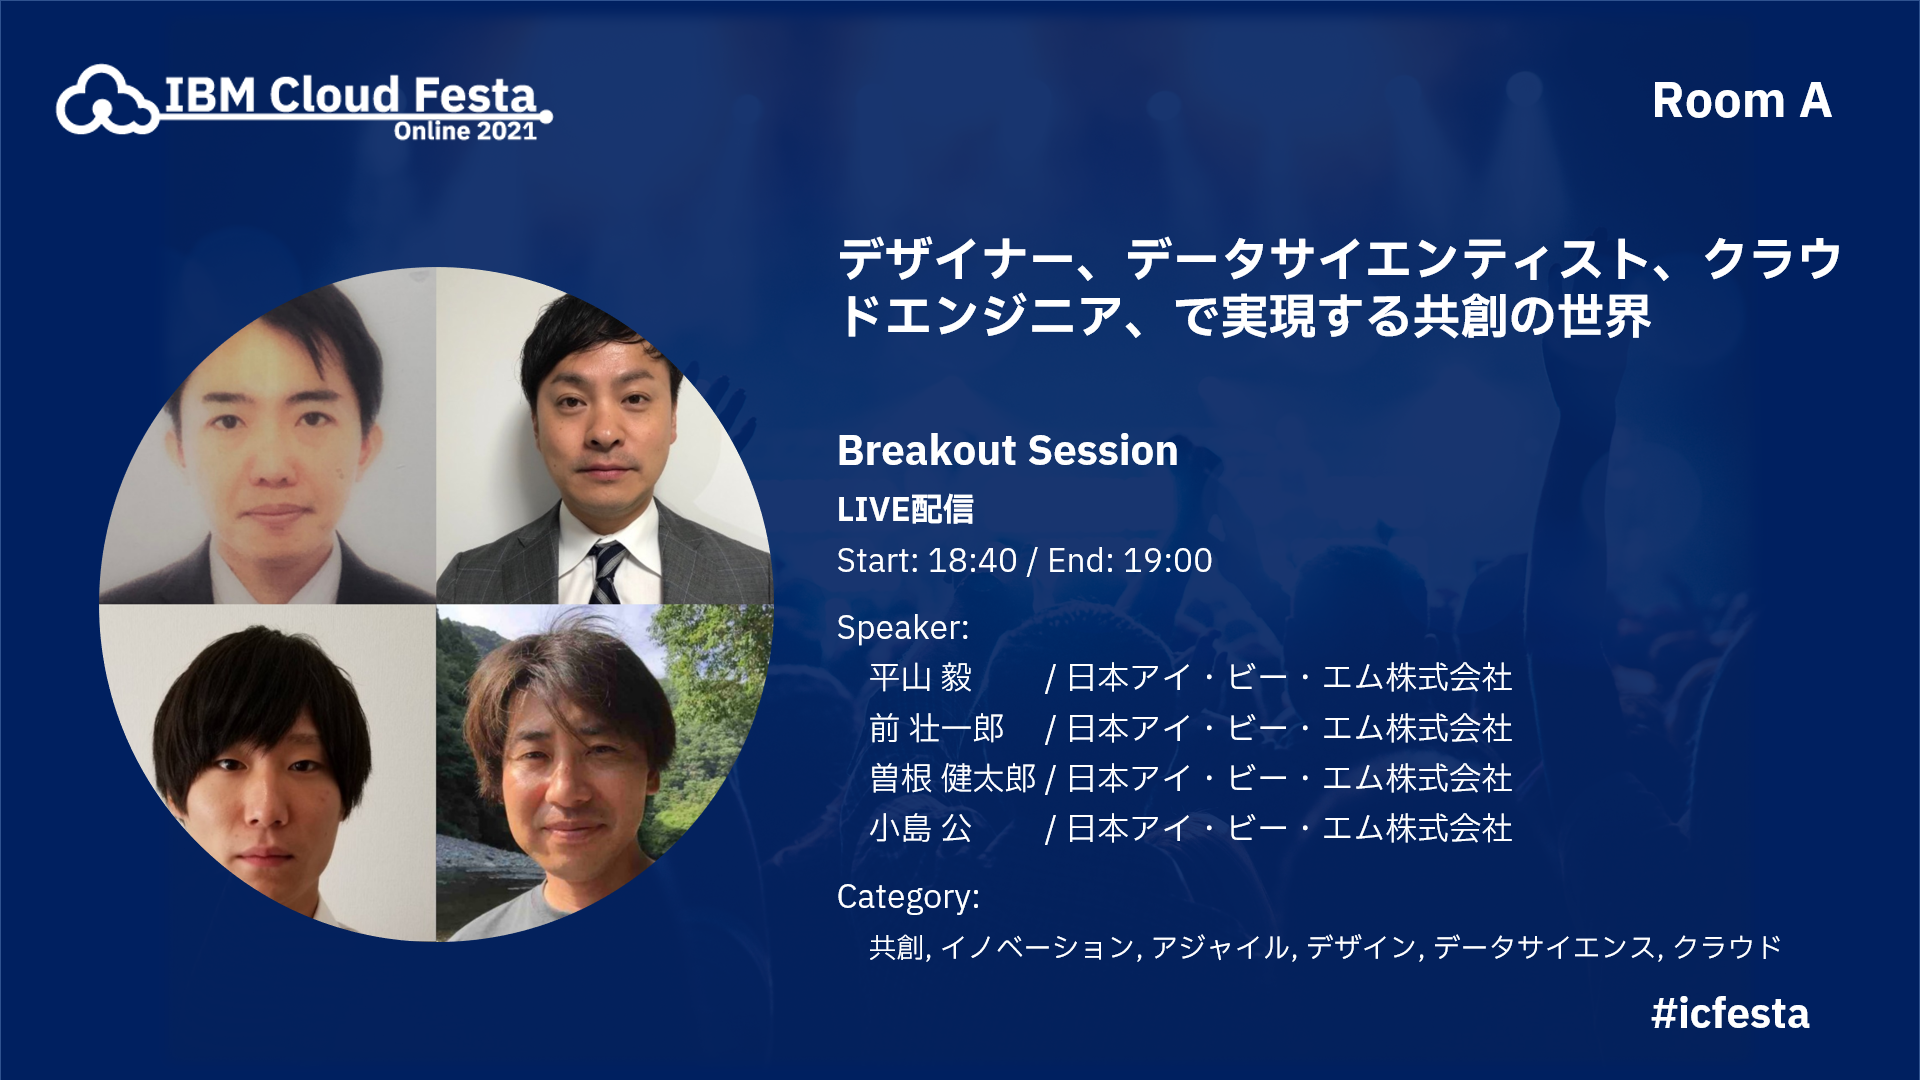 IBM Cloud Festa
Online 2021
Room A
デザイナー、データサイエンティスト、クラウ
ドエンジニア、で実現する共創の世界
Breakout Session
LIVE配信
Start: 18:40 / End: 19:00
Speaker:
平山 毅 / 日本アイ・ビー・エム株式会社
前 壮一郎 / 日本アイ・ビー・エム株式会社
曽根 健太郎 / 日本アイ・ビー・エム株式会社
小島 公 / 日本アイ・ビー・エム株式会社
Category:
共創, イノベーション, アジャイル, デザイン, データサイエンス, クラウド
#icfesta